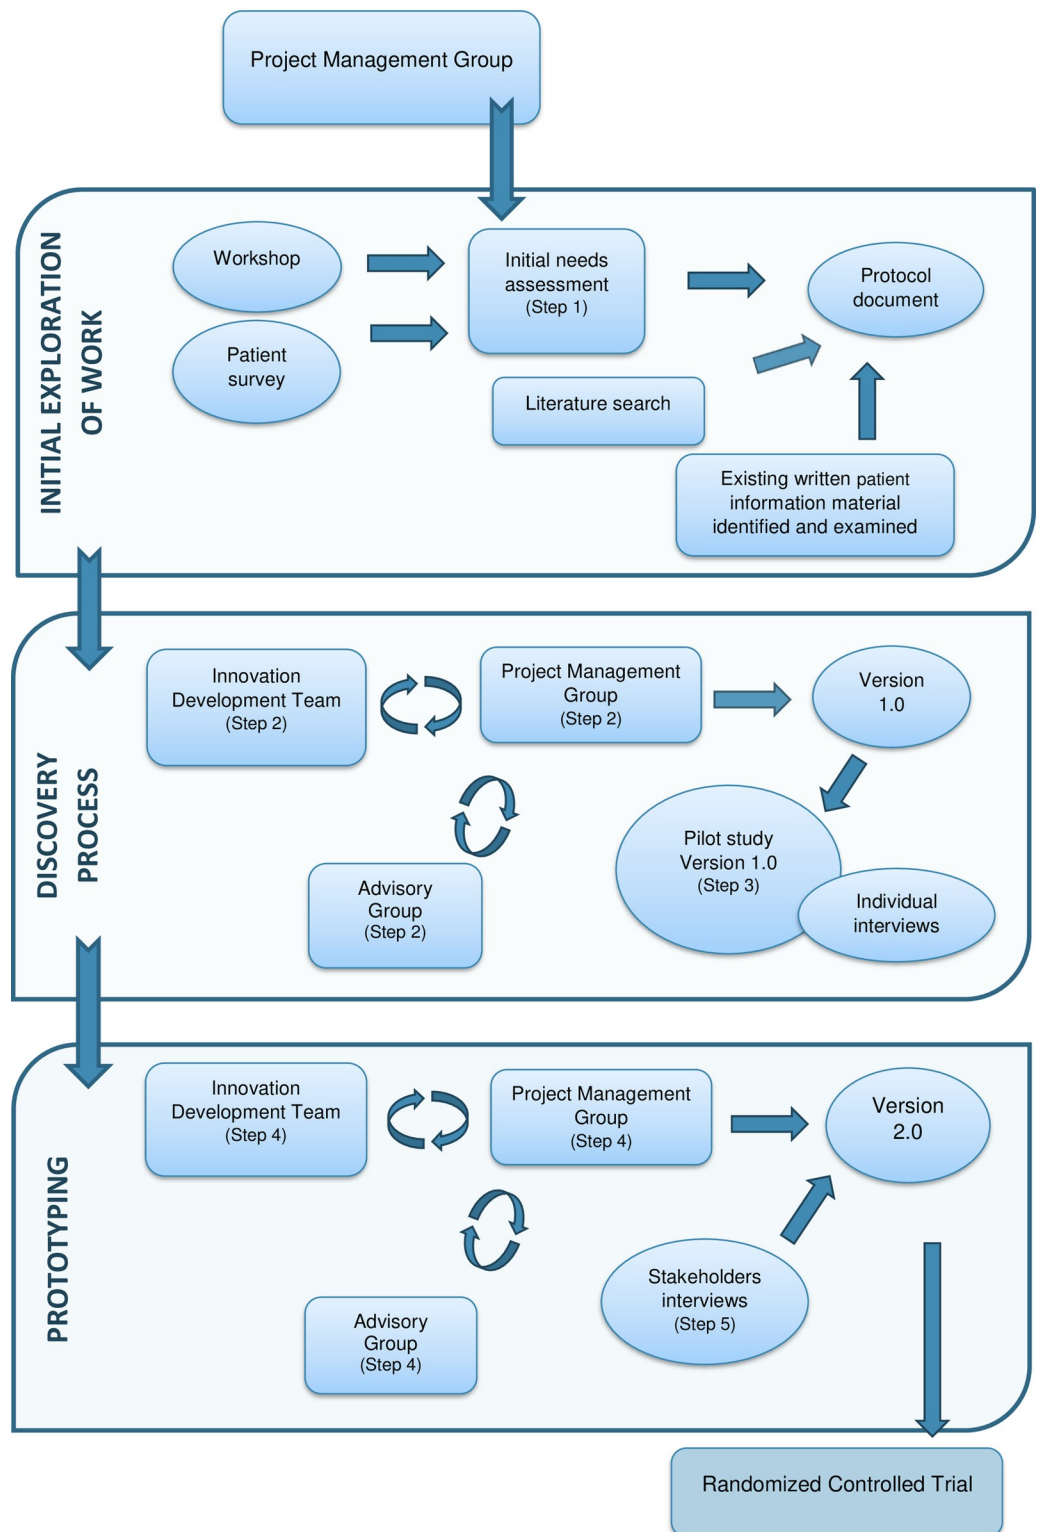 Project Management Group
INITIAL EXPLORATION
OF WORK
Workshop
Initial needs
assessment
(Step 1)
Protocol
document
Patient
survey
Literature search
Existing written patient
information material
identified and examined
DISCOVERY
PROCESS
Innovation
Development Team
(Step 2)
Project Management
Group
(Step 2)
Version
1.0
Pilot study
Version 1.0
(Step 3)
Advisory
Group
(Step 2)
Individual
interviews
PROTOTYPING
Innovation
Development Team
(Step 4)
Project Management
Group
(Step 4)
Version
2.0
Stakeholders
interviews
(Step 5)
Advisory
Group
(Step 4)
Randomized Controlled Trial